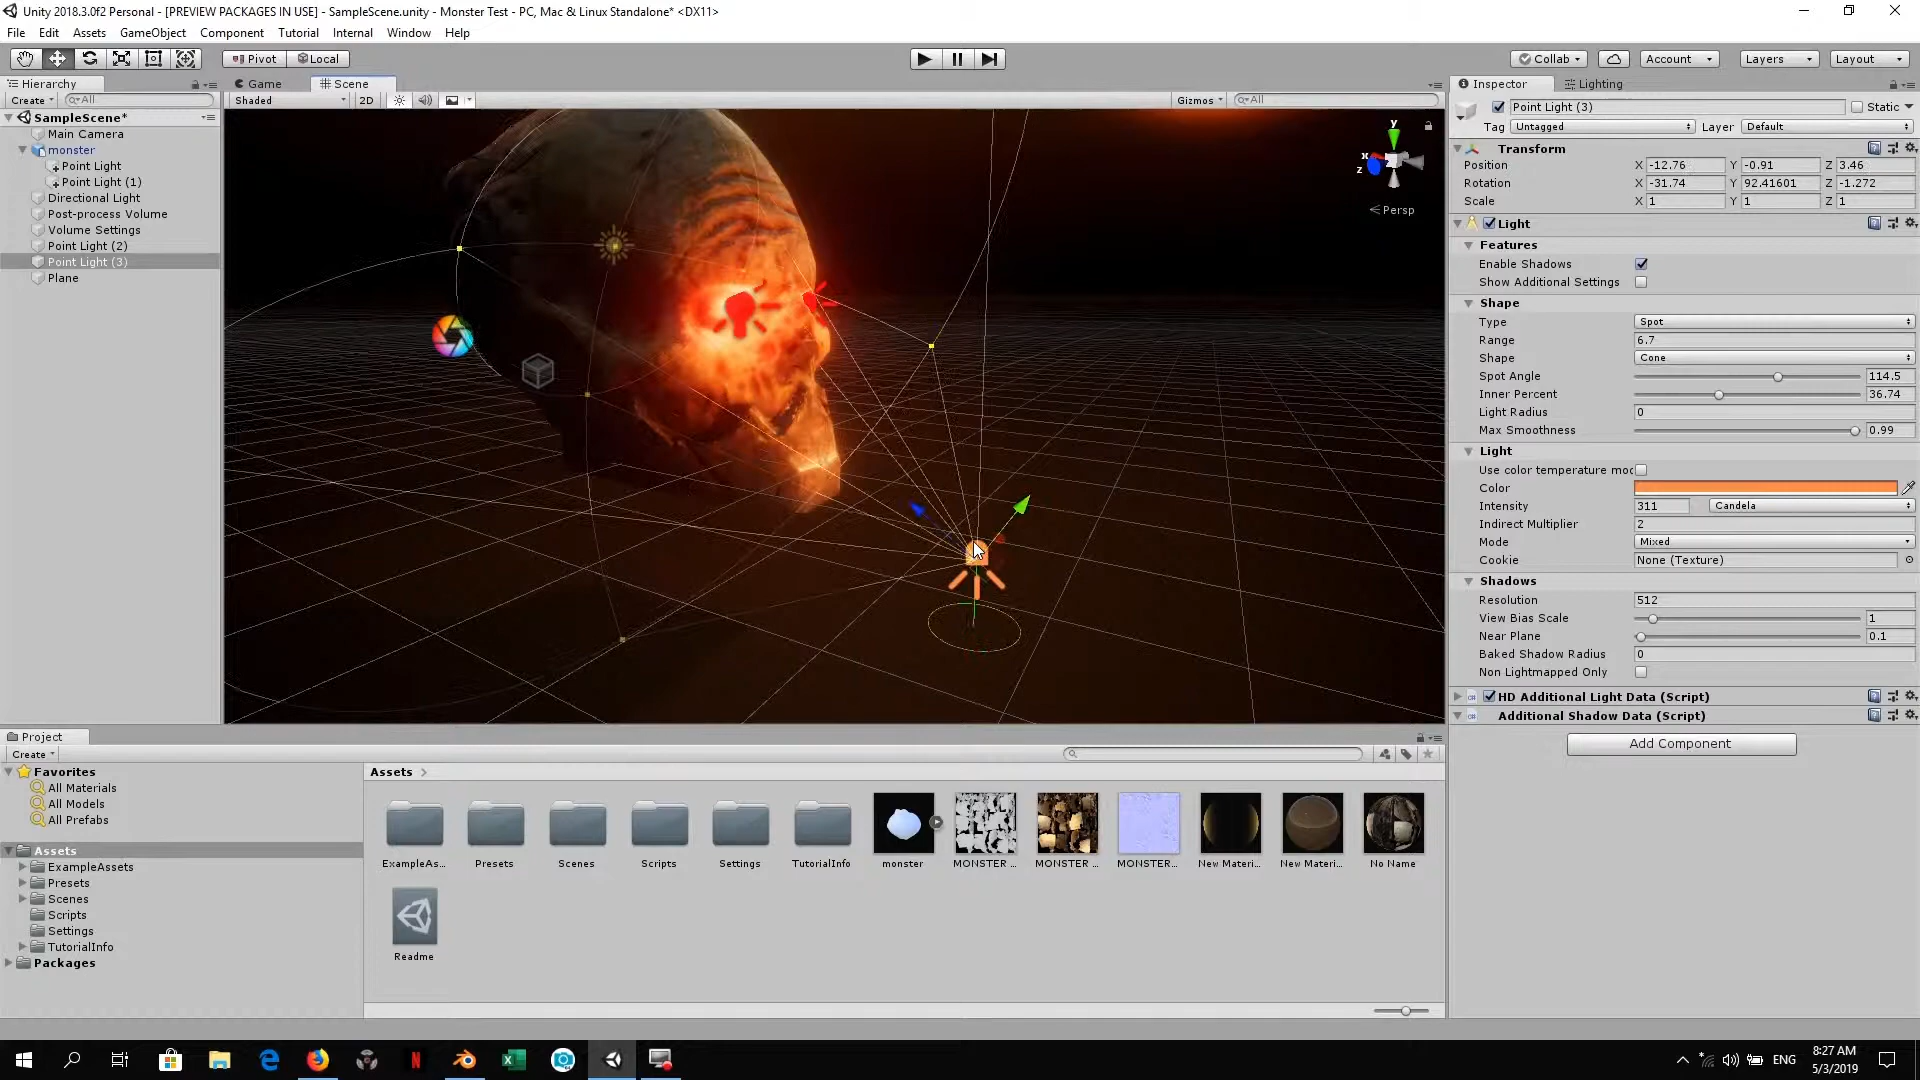 Unity 2018.3.0f2 Personal - [PREVIEW PACKAGES IN USE] - SampleScene.unity - Monster Test - PC, Mac & Linux Standalone* <DX11>
File Edit Assets GameObject Component Tutorial Internal Window Help
Pivot Local Collab Account Layers Layout
Hierarchy
Create All
SampleScene*
Main Camera
monster
Point Light
Point Light (1)
Directional Light
Post-process Volume
Volume Settings
Point Light (2)
Point Light (3)
Plane
Game Scene
Shaded 2D Gizmos All
y
x
z
Persp
Inspector Lighting
Point Light (3) Static
Tag Untagged Layer Default
Transform
Position X -12.76 Y -0.91 Z 3.46
Rotation X -31.74 Y 92.41601 Z -1.272
Scale X 1 Y 1 Z 1
Light
Features
Enable Shadows
Show Additional Settings
Shape
Type Spot
Range 6.7
Shape Cone
Spot Angle 114.5
Inner Percent 36.74
Light Radius 0
Max Smoothness 0.99
Light
Use color temperature mod
Color
Intensity 311 Candela
Indirect Multiplier 2
Mode Mixed
Cookie None (Texture)
Shadows
Resolution 512
View Bias Scale 1
Near Plane 0.1
Baked Shadow Radius 0
Non Lightmapped Only
HD Additional Light Data (Script)
Additional Shadow Data (Script)
Add Component
Project
Create
Favorites
All Materials
All Models
All Prefabs
Assets
ExampleAssets
Presets
Scenes
Scripts
Settings
TutorialInfo
Packages
Assets
ExampleAs... Presets Scenes Scripts Settings TutorialInfo monster MONSTER ... MONSTER ... MONSTER... New Materi... New Materi... No Name
Readme
ENG
8:27 AM
5/3/2019